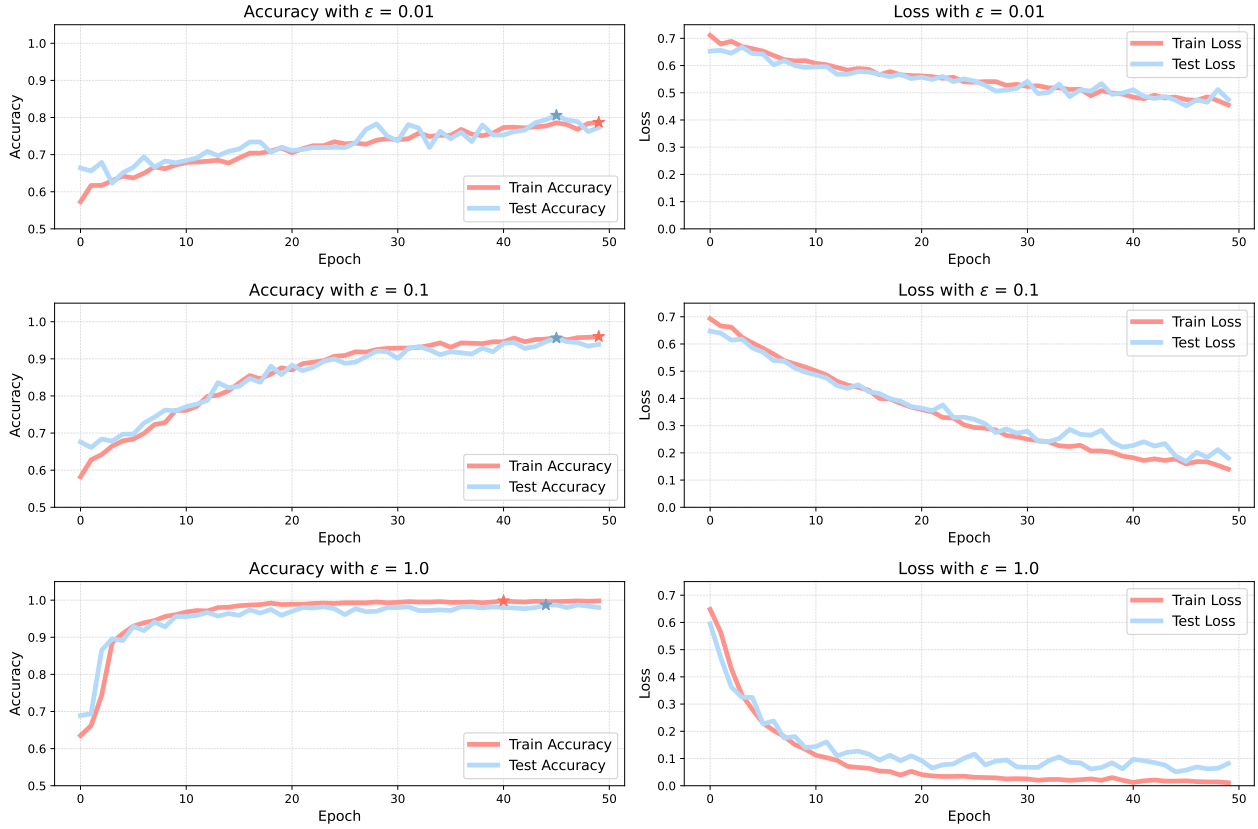 Accuracy with ε = 0.01
Accuracy
1.0
0.9
0.8
0.7
0.6
0.5
0 10 20 30 40 50
Epoch
Train Accuracy
Test Accuracy
Loss with ε = 0.01
Loss
0.7
0.6
0.5
0.4
0.3
0.2
0.1
0.0
0 10 20 30 40 50
Epoch
Train Loss
Test Loss
Accuracy with ε = 0.1
Accuracy
1.0
0.9
0.8
0.7
0.6
0.5
0 10 20 30 40 50
Epoch
Train Accuracy
Test Accuracy
Loss with ε = 0.1
Loss
0.7
0.6
0.5
0.4
0.3
0.2
0.1
0.0
0 10 20 30 40 50
Epoch
Train Loss
Test Loss
Accuracy with ε = 1.0
Accuracy
1.0
0.9
0.8
0.7
0.6
0.5
0 10 20 30 40 50
Epoch
Train Accuracy
Test Accuracy
Loss with ε = 1.0
Loss
0.7
0.6
0.5
0.4
0.3
0.2
0.1
0.0
0 10 20 30 40 50
Epoch
Train Loss
Test Loss